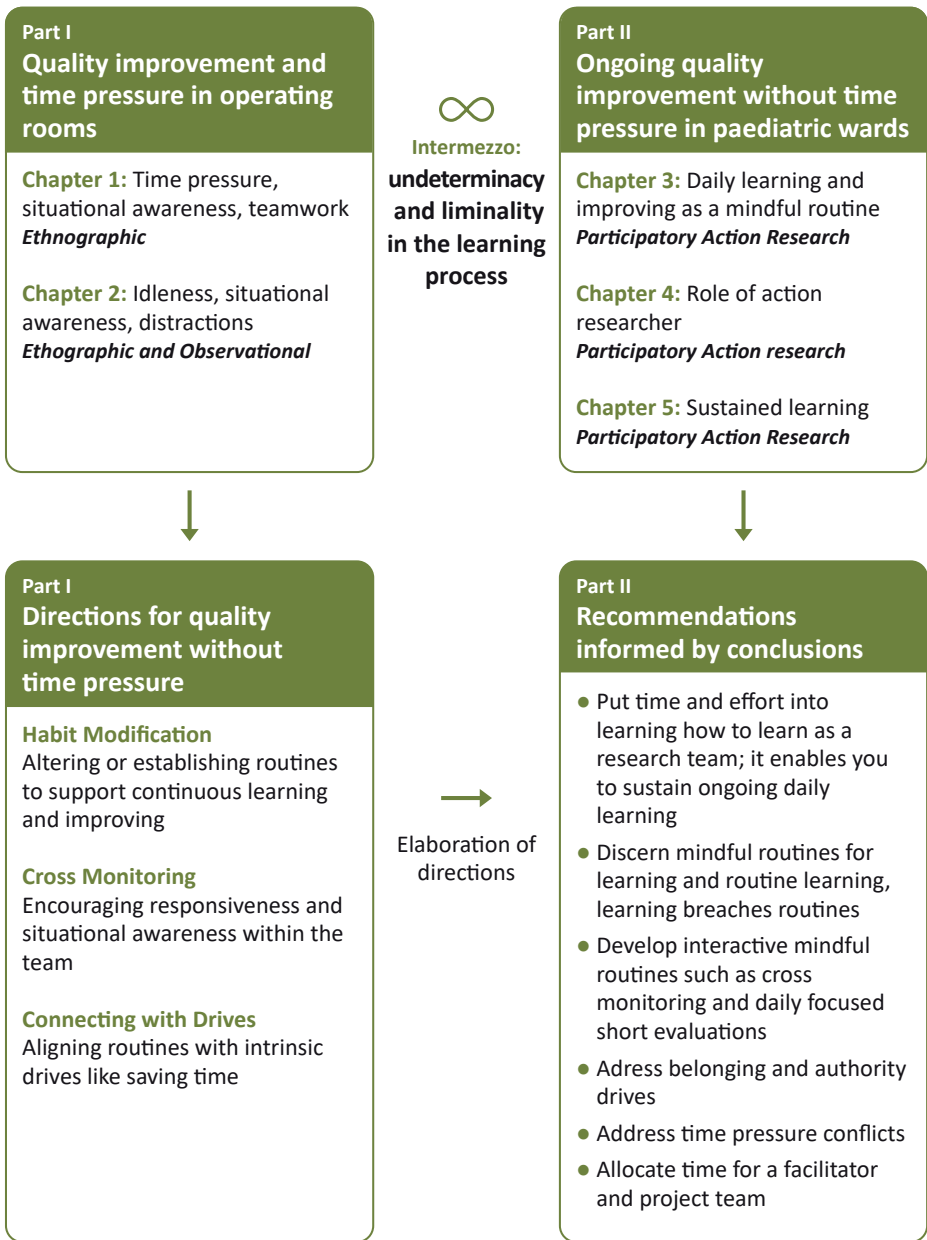 Part I
Quality improvement and
time pressure in operating
rooms
Chapter 1: Time pressure,
situational awareness, teamwork
Ethnographic
Chapter 2: Idleness, situational
awareness, distractions
Ethographic and Observational
Intermezzo:
undeterminacy
and liminality
in the learning
process
Part II
Ongoing quality
improvement without time
pressure in paediatric wards
Chapter 3: Daily learning and
improving as a mindful routine
Participatory Action Research
Chapter 4: Role of action
researcher
Participatory Action research
Chapter 5: Sustained learning
Participatory Action Research
Part I
Directions for quality
improvement without
time pressure
Habit Modification
Altering or establishing routines
to support continuous learning
and improving
Cross Monitoring
Encouraging responsiveness and
situational awareness within the
team
Connecting with Drives
Aligning routines with intrinsic
drives like saving time
Elaboration of
directions
Part II
Recommendations
informed by conclusions
• Put time and effort into
learning how to learn as a
research team; it enables you
to sustain ongoing daily
learning
• Discern mindful routines for
learning and routine learning,
learning breaches routines
• Develop interactive mindful
routines such as cross
monitoring and daily focused
short evaluations
• Adress belonging and authority
drives
• Address time pressure conflicts
• Allocate time for a facilitator
and project team